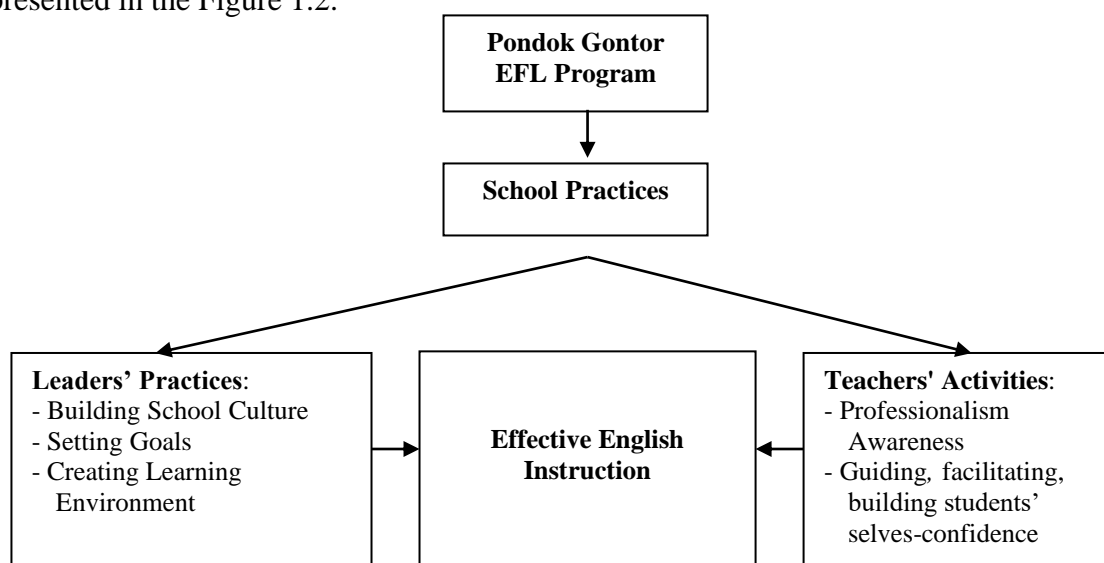 presented in the Figure 1.2.
Pondok Gontor
EFL Program
School Practices
Leaders’ Practices:
- Building School Culture
- Setting Goals
- Creating Learning
Environment
Effective English
Instruction
Teachers' Activities:
- Professionalism
Awareness
- Guiding, facilitating,
building students’
selves-confidence